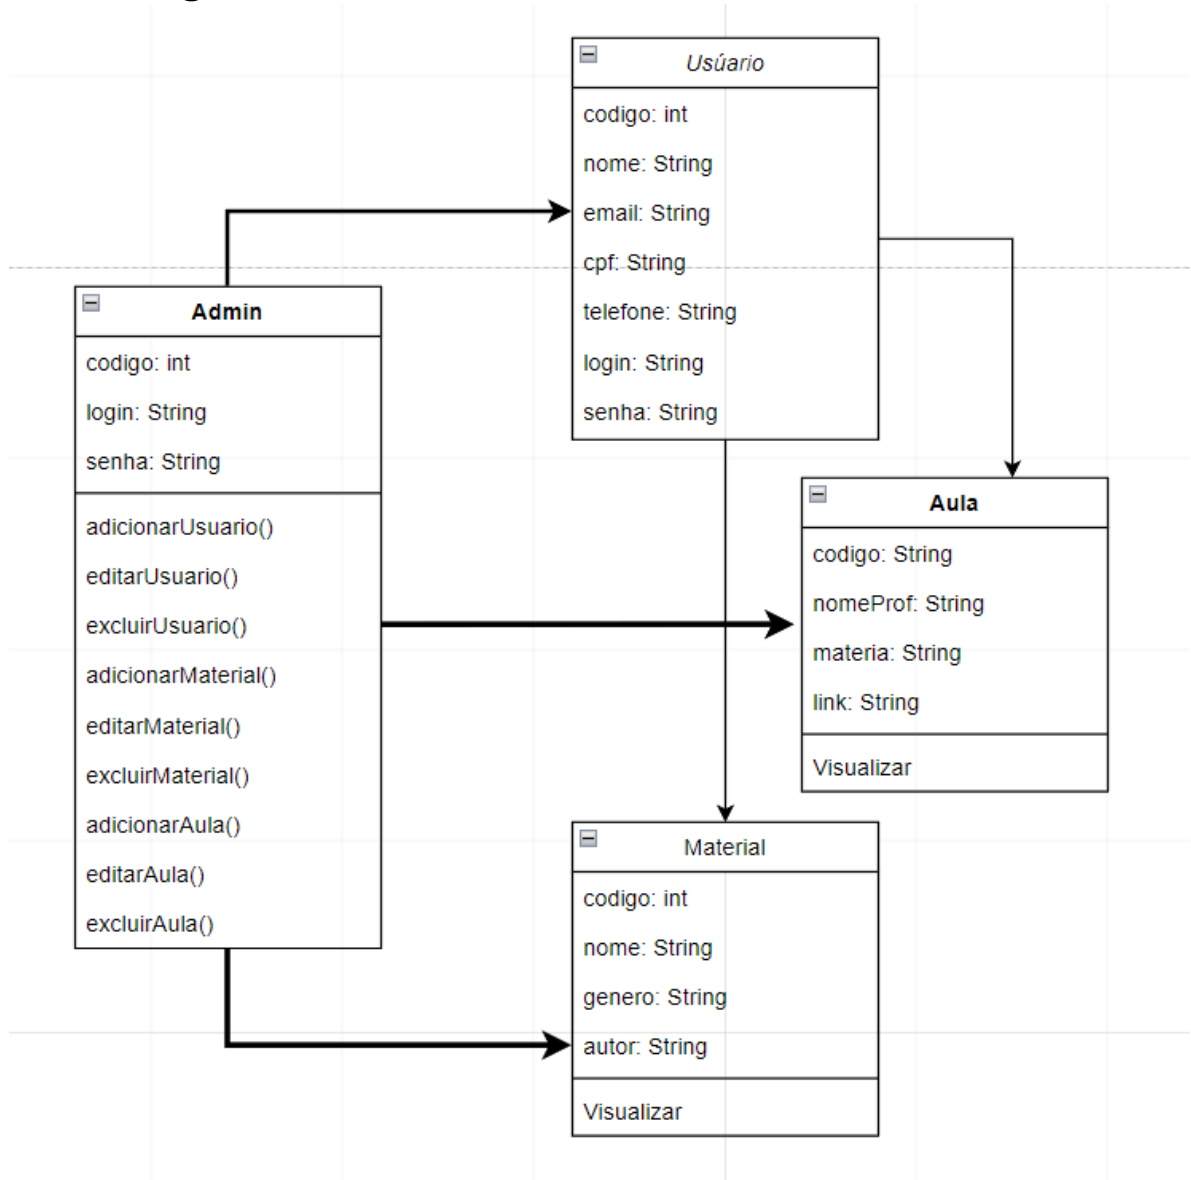 Usúario
codigo: int
nome: String
email: String
cpf: String
telefone: String
login: String
senha: String
Admin
codigo: int
login: String
senha: String
adicionarUsuario()
editarUsuario()
excluirUsuario()
adicionarMaterial()
editarMaterial()
excluirMaterial()
adicionarAula()
editarAula()
excluirAula()
Aula
codigo: String
nomeProf: String
materia: String
link: String
Visualizar
Material
codigo: int
nome: String
genero: String
autor: String
Visualizar